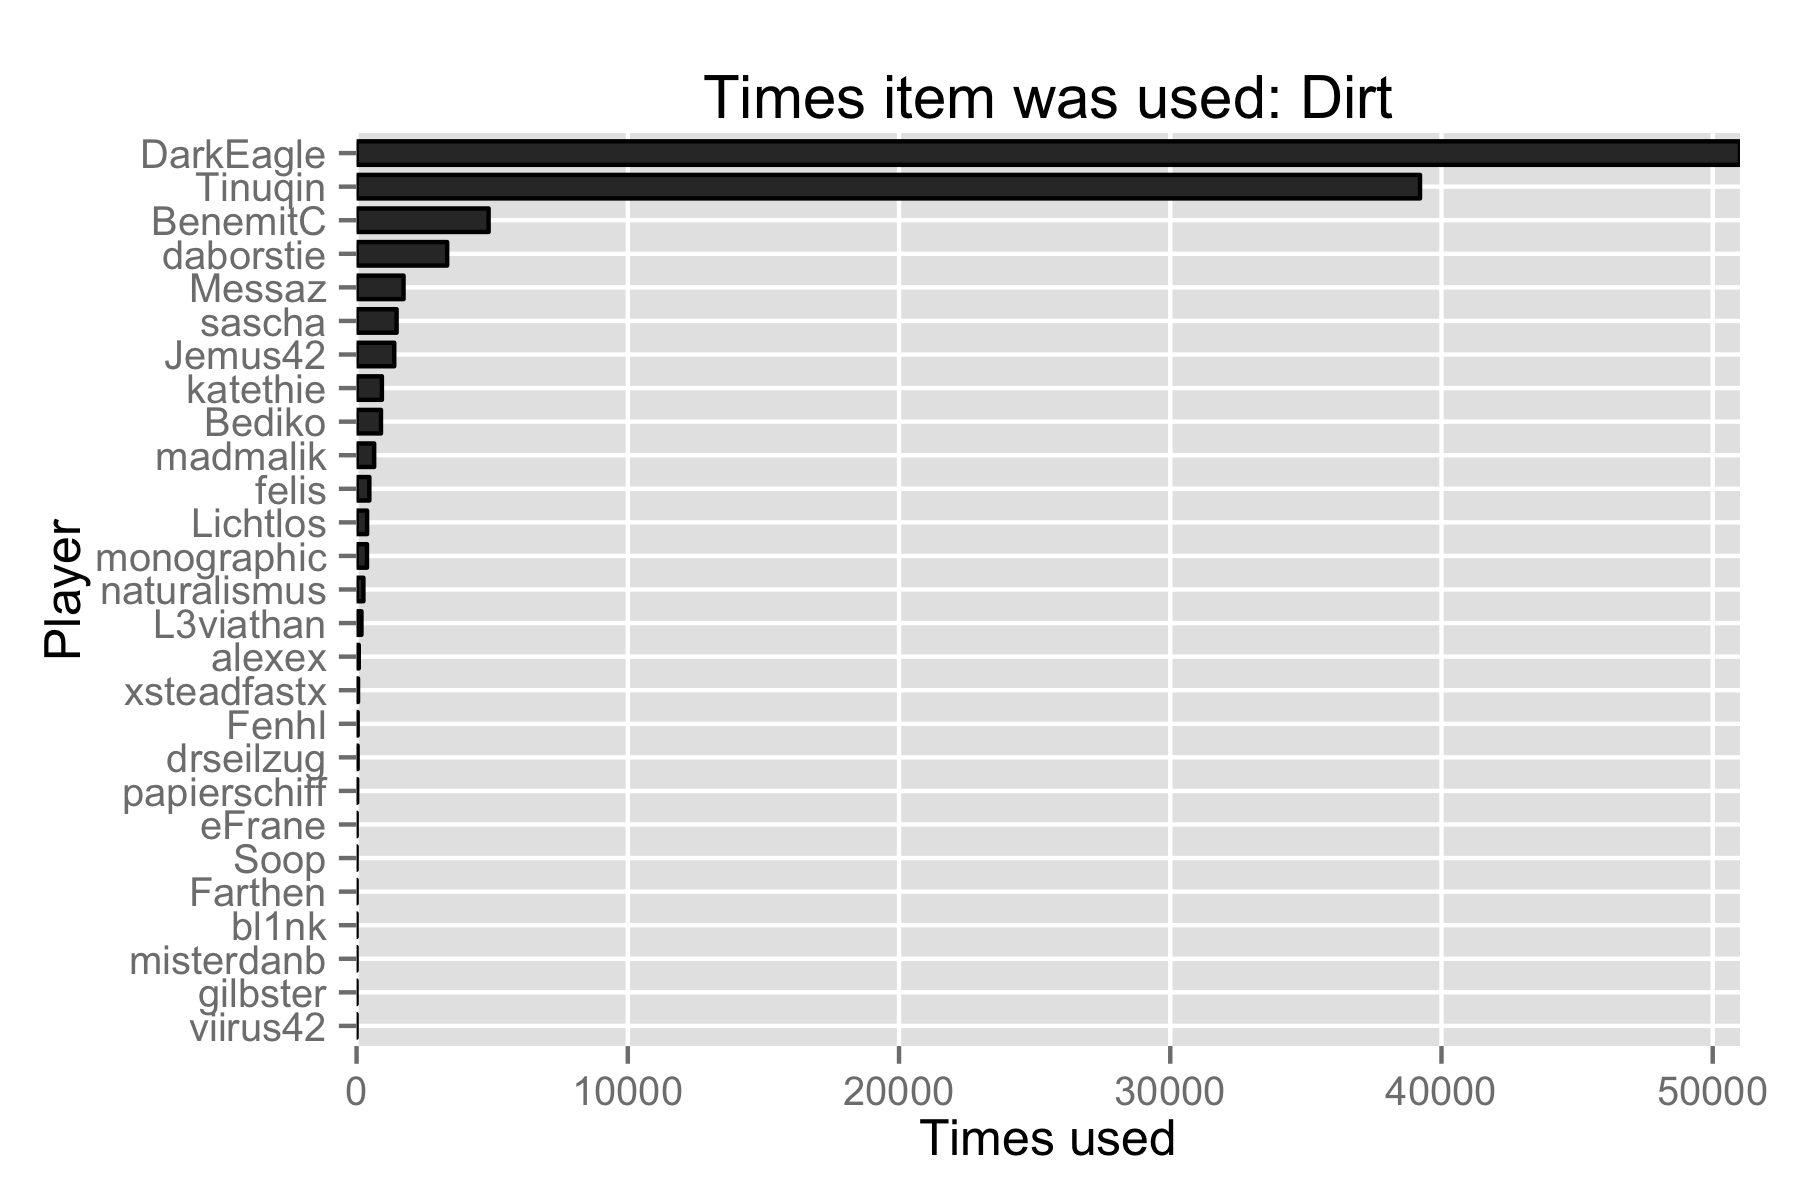 Times item was used: Dirt
DarkEagle
Tinuqin
BenemitC
daborstie
Messaz
sascha
Jemus42
katethie
Bediko
madmalik
felis
Lichtlos
monographic
naturalismus
L3viathan
alexex
xsteadfastx
Fenhl
drseilzug
papierschiff
eFrane
Soop
Farthen
bl1nk
misterdanb
gilbster
viirus42
Player
0 10000 20000 30000 40000 50000
Times used